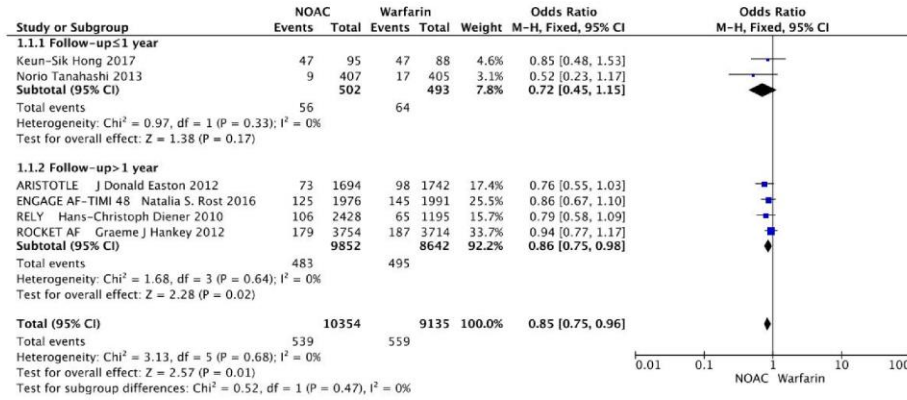 NOAC Warfarin Odds Ratio Odds Ratio
Study or Subgroup Events Total Events Total Weight M-H, Fixed, 95% CI M-H, Fixed, 95% CI
1.1.1 Follow-up≤1 year
Keun-Sik Hong 2017 47 95 47 88 4.6% 0.85 [0.48, 1.53]
Norio Tanahashi 2013 9 407 17 405 3.1% 0.52 [0.23, 1.17]
Subtotal (95% CI) 502 493 7.8% 0.72 [0.45, 1.15]
Total events 56 64
Heterogeneity: Chi² = 0.97, df = 1 (P = 0.33); I² = 0%
Test for overall effect: Z = 1.38 (P = 0.17)
1.1.2 Follow-up>1 year
ARISTOTLE J Donald Easton 2012 73 1694 98 1742 17.4% 0.76 [0.55, 1.03]
ENGAGE AF-TIMI 48 Natalia S. Rost 2016 125 1976 145 1991 25.5% 0.86 [0.67, 1.10]
RELY Hans-Christoph Diener 2010 106 2428 65 1195 15.7% 0.79 [0.58, 1.09]
ROCKET AF Graeme J Hankey 2012 179 3754 187 3714 33.7% 0.94 [0.77, 1.17]
Subtotal (95% CI) 9852 8642 92.2% 0.86 [0.75, 0.98]
Total events 483 495
Heterogeneity: Chi² = 1.68, df = 3 (P = 0.64); I² = 0%
Test for overall effect: Z = 2.28 (P = 0.02)
Total (95% CI) 10354 9135 100.0% 0.85 [0.75, 0.96]
Total events 539 559
Heterogeneity: Chi² = 3.13, df = 5 (P = 0.68); I² = 0%
Test for overall effect: Z = 2.57 (P = 0.01)
Test for subgroup differences: Chi² = 0.52, df = 1 (P = 0.47), I² = 0%
0.01 0.1 1 10 100
NOAC Warfarin